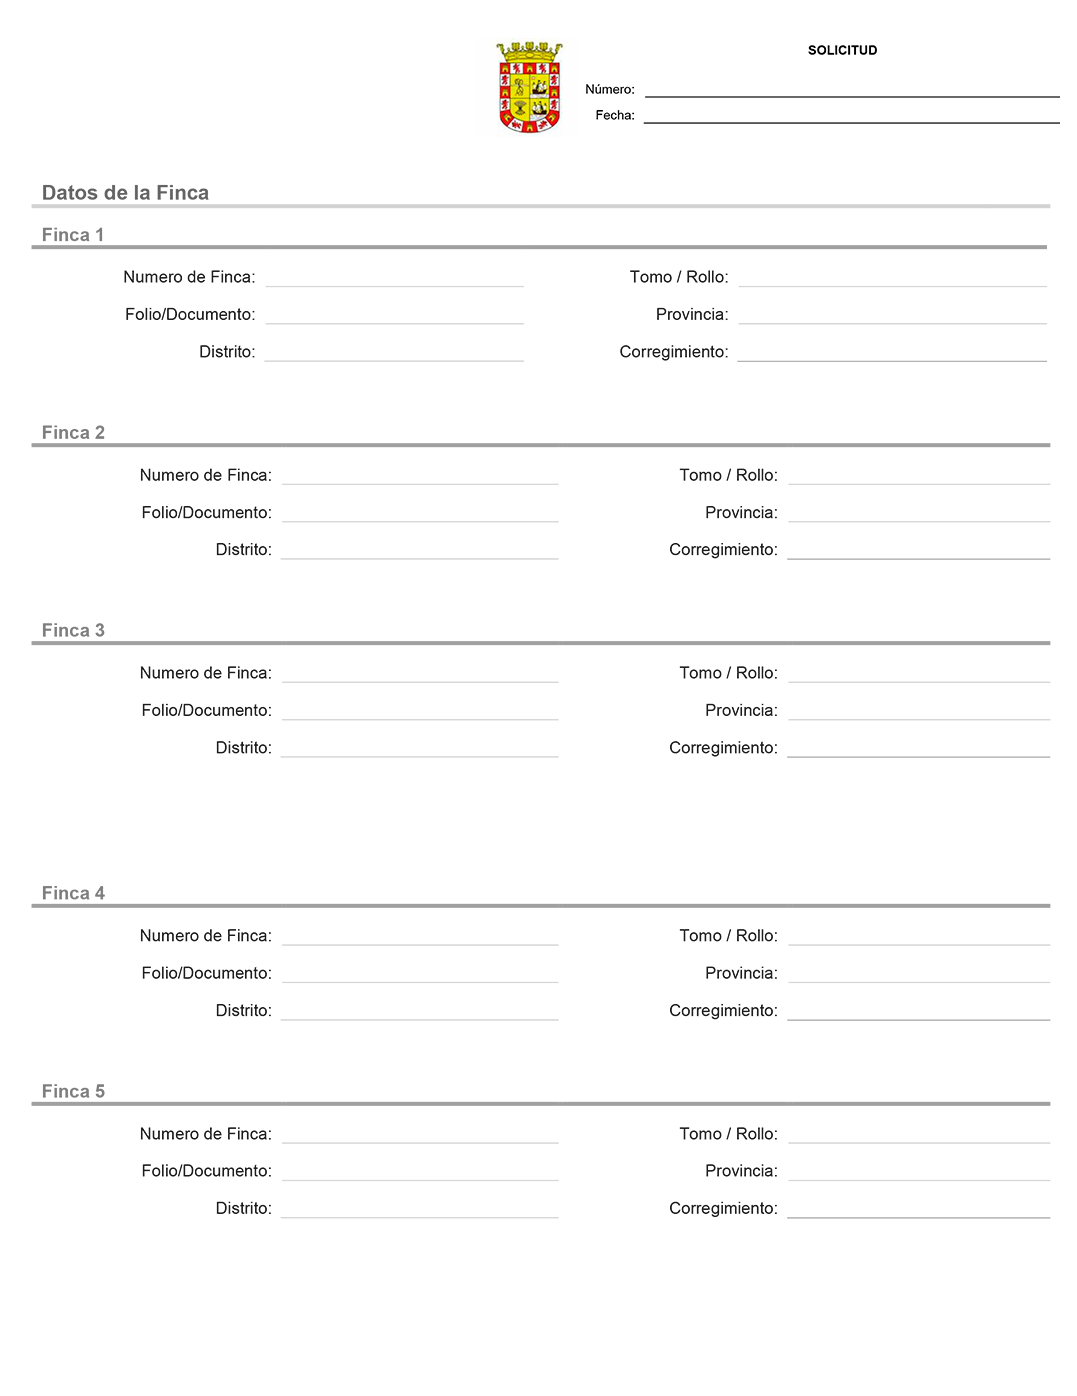 SOLICITUD
Número:
Fecha:
Datos de la Finca
Finca 1
Numero de Finca: Tomo / Rollo:
Folio/Documento: Provincia:
Distrito: Corregimiento:
Finca 2
Numero de Finca: Tomo / Rollo:
Folio/Documento: Provincia:
Distrito: Corregimiento:
Finca 3
Numero de Finca: Tomo / Rollo:
Folio/Documento: Provincia:
Distrito: Corregimiento:
Finca 4
Numero de Finca: Tomo / Rollo:
Folio/Documento: Provincia:
Distrito: Corregimiento:
Finca 5
Numero de Finca: Tomo / Rollo:
Folio/Documento: Provincia:
Distrito: Corregimiento: